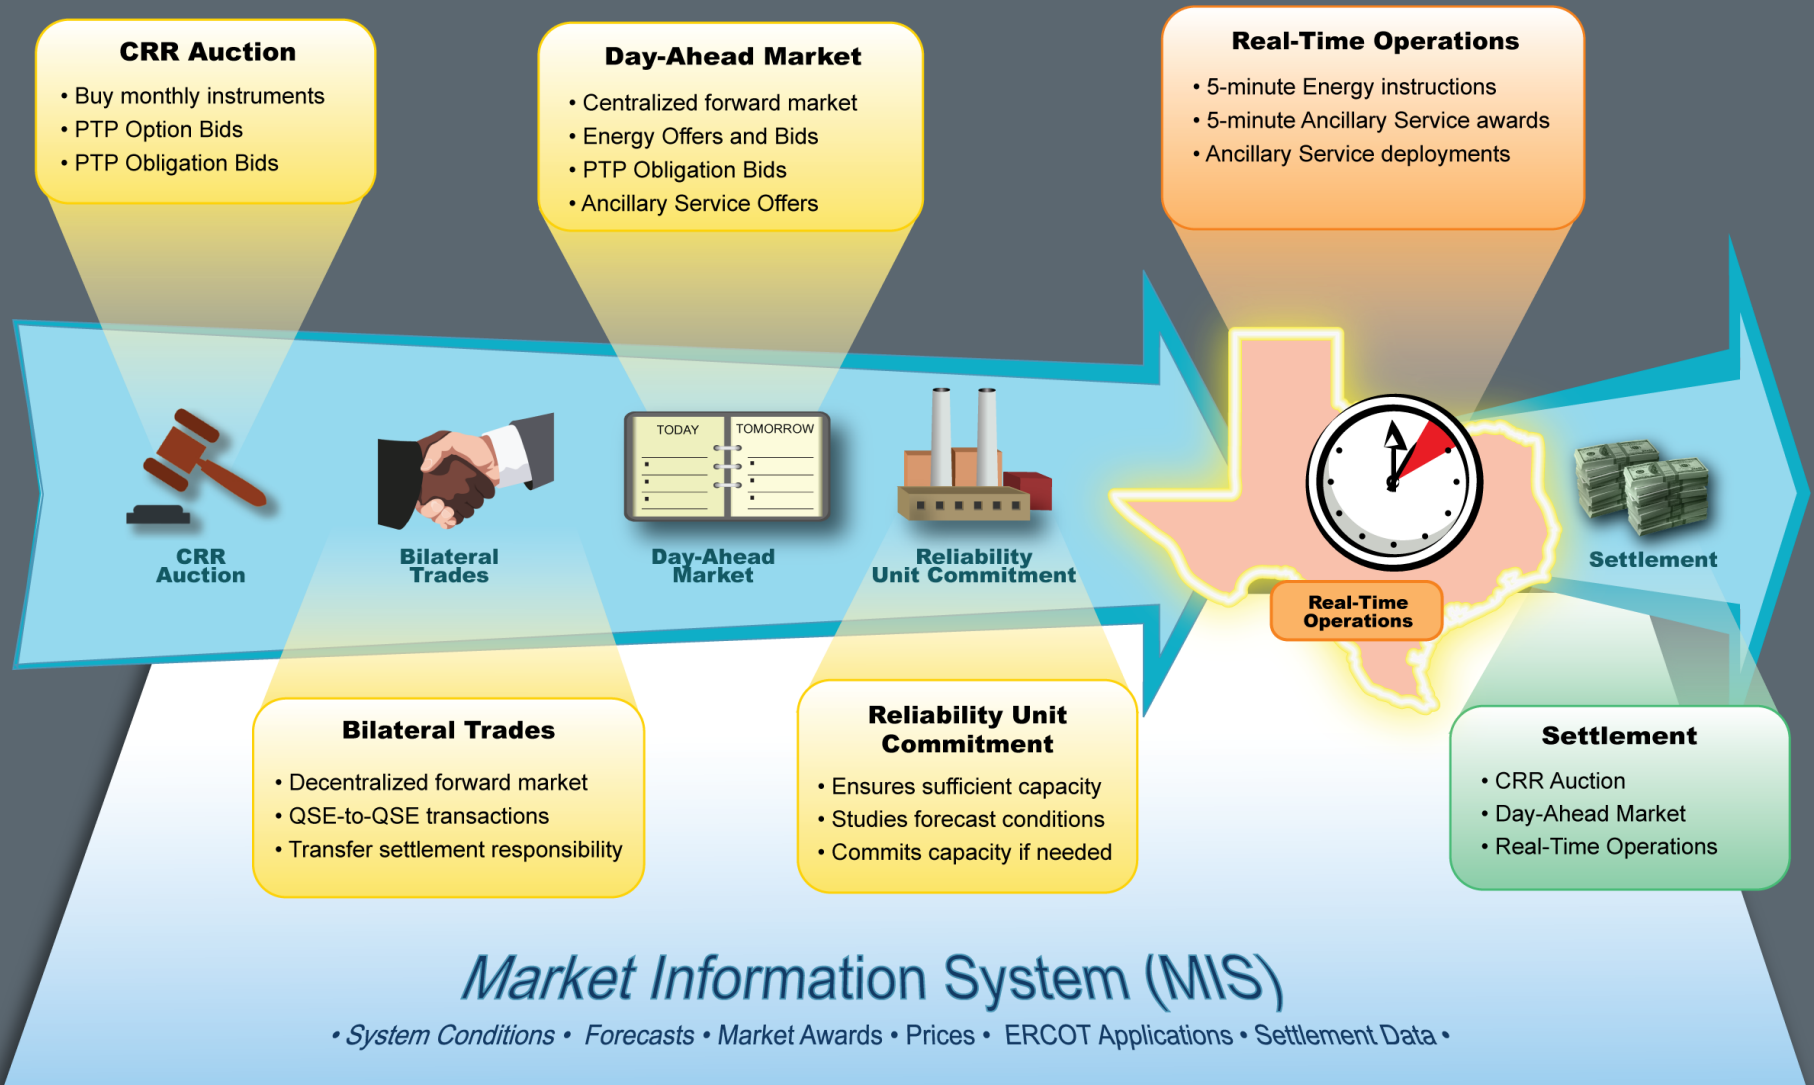 CRR Auction
• Buy monthly instruments
• PTP Option Bids
• PTP Obligation Bids
Day-Ahead Market
• Centralized forward market
• Energy Offers and Bids
• PTP Obligation Bids
• Ancillary Service Offers
Real-Time Operations
• 5-minute Energy instructions
• 5-minute Ancillary Service awards
• Ancillary Service deployments
TODAY
TOMORROW
CRR
Auction
Bilateral
Trades
Day-Ahead
Market
Reliability
Unit Commitment
Real-Time
Operations
Settlement
Bilateral Trades
• Decentralized forward market
• QSE-to-QSE transactions
• Transfer settlement responsibility
Reliability Unit
Commitment
• Ensures sufficient capacity
• Studies forecast conditions
• Commits capacity if needed
Settlement
• CRR Auction
• Day-Ahead Market
• Real-Time Operations
Market Information System (MIS)
• System Conditions • Forecasts • Market Awards • Prices • ERCOT Applications • Settlement Data •